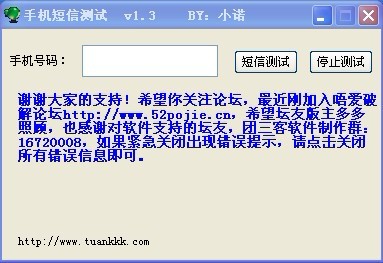 手机短信测试 v1.3 BY：小诺
手机号码： 短信测试 停止测试
谢谢大家的支持！希望你关注论坛，最近刚加入唔爱破
解论坛http://www.52pojie.cn，希望坛友版主多多
照顾，也感谢对软件支持的坛友，团三客软件制作群：
16720008，如果紧急关闭出现错误提示，请点击关闭
所有错误信息即可。
http://www.tuankkk.com